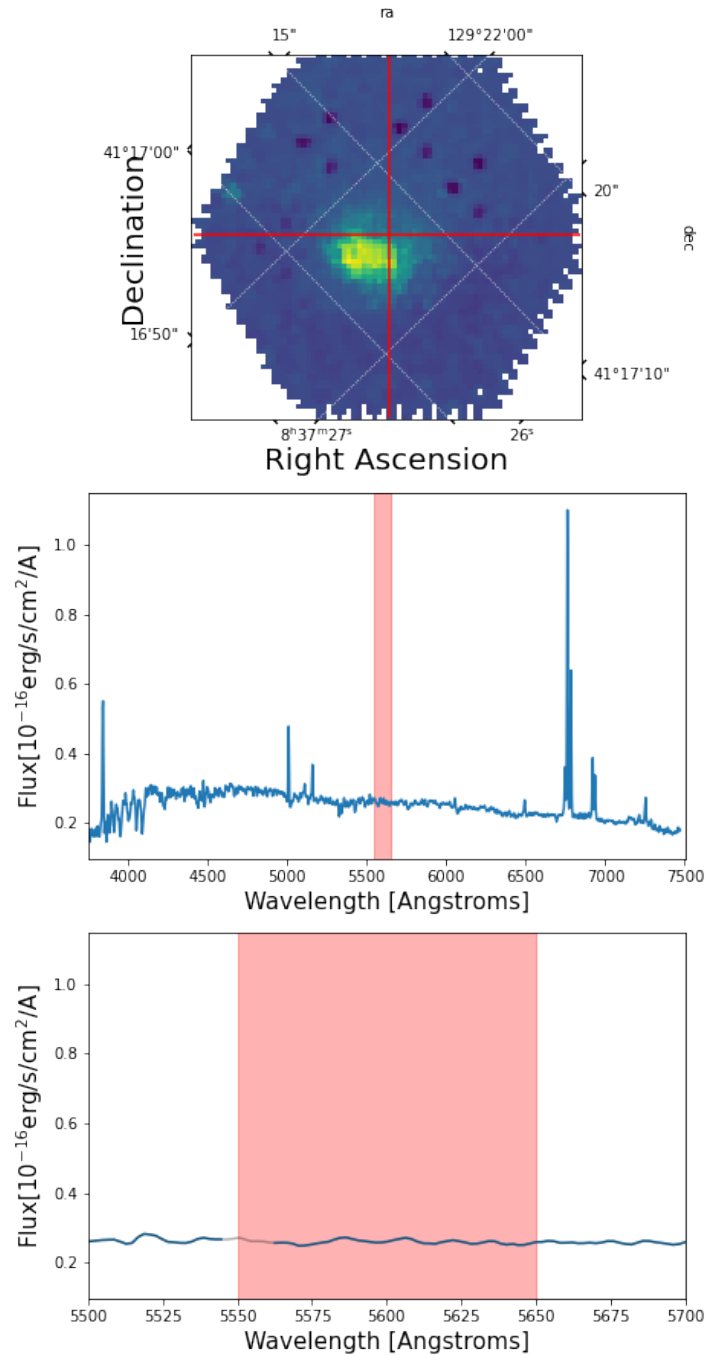 ra
15" 129°22'00"
41°17'00"
20"
Declination
dec
16'50"
41°17'10"
8ʰ37ᵐ27ˢ 26ˢ
Right Ascension
Flux[10⁻¹⁶erg/s/cm²/A]
1.0
0.8
0.6
0.4
0.2
4000 4500 5000 5500 6000 6500 7000 7500
Wavelength [Angstroms]
Flux[10⁻¹⁶erg/s/cm²/A]
1.0
0.8
0.6
0.4
0.2
5500 5525 5550 5575 5600 5625 5650 5675 5700
Wavelength [Angstroms]